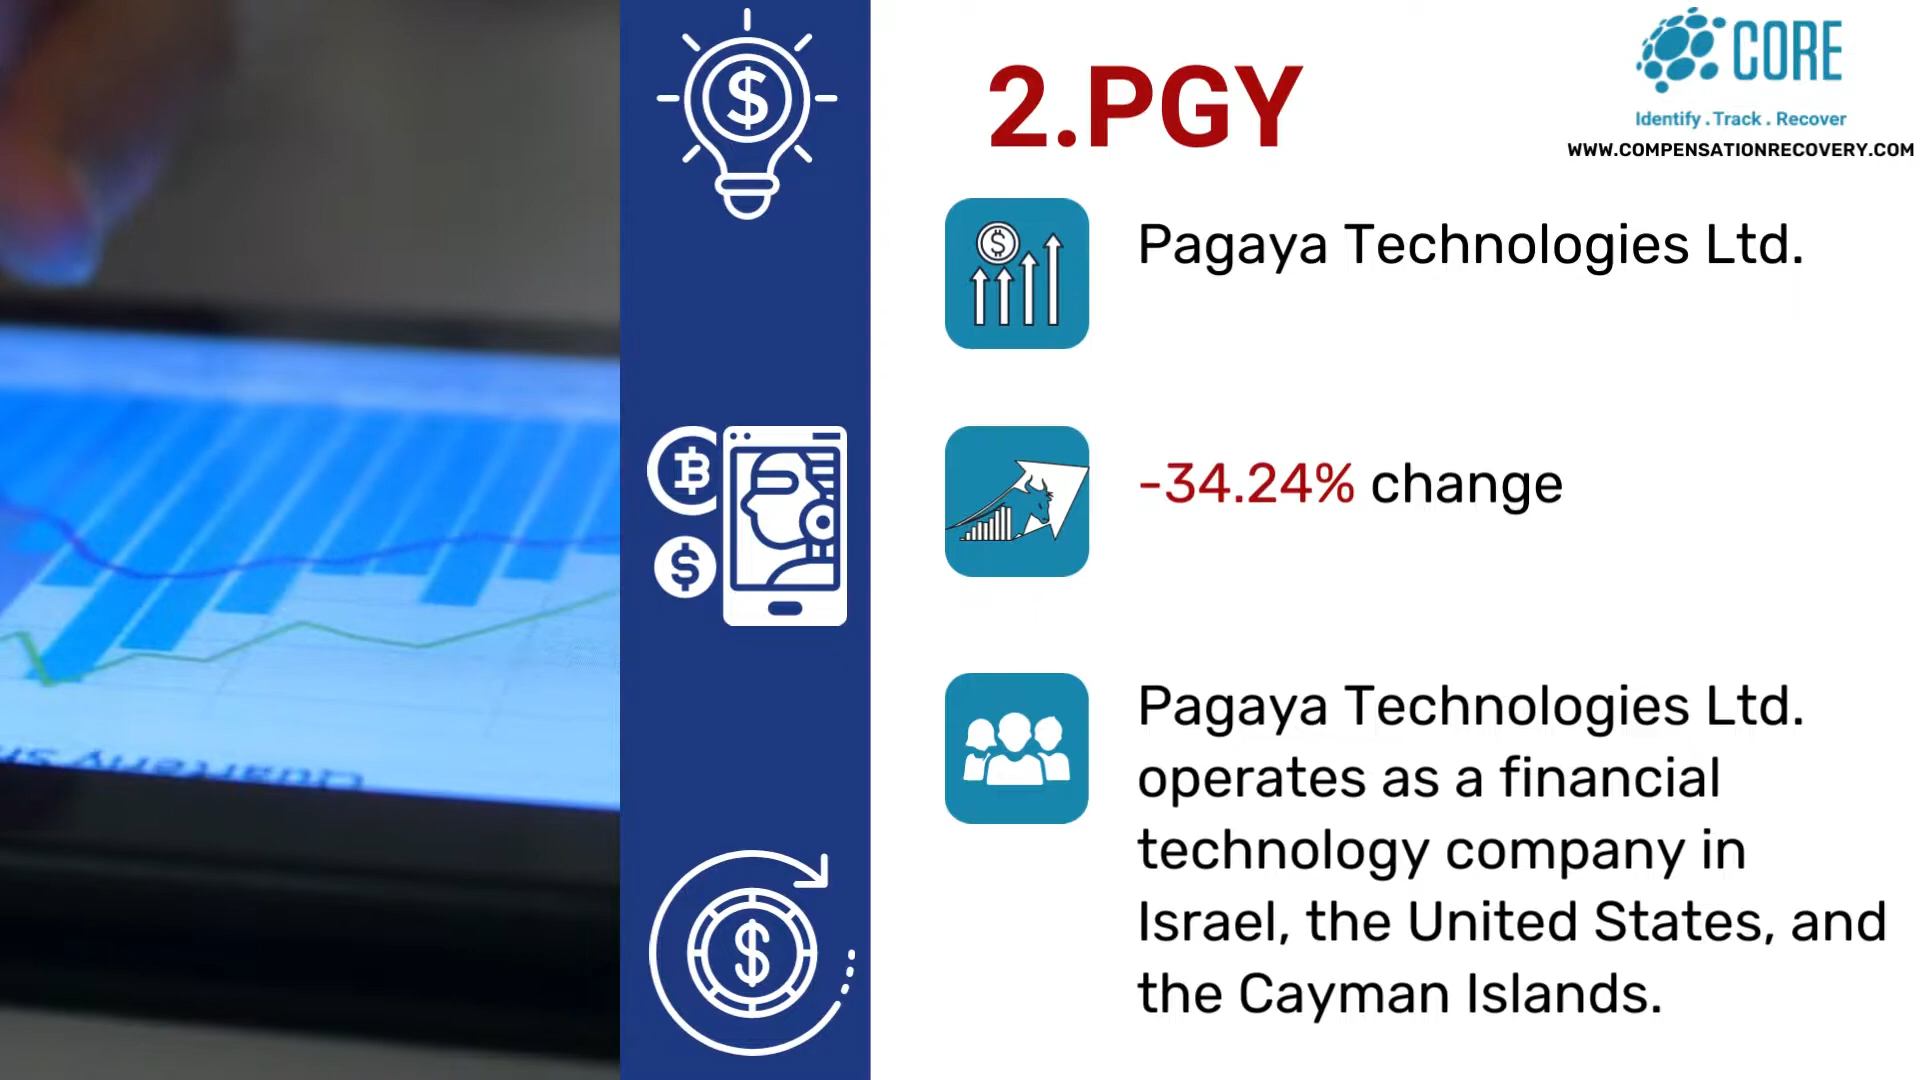 2.PGY
CORE
Identify . Track . Recover
WWW.COMPENSATIONRECOVERY.COM
Pagaya Technologies Ltd.
-34.24% change
Pagaya Technologies Ltd.
operates as a financial
technology company in
Israel, the United States, and
the Cayman Islands.